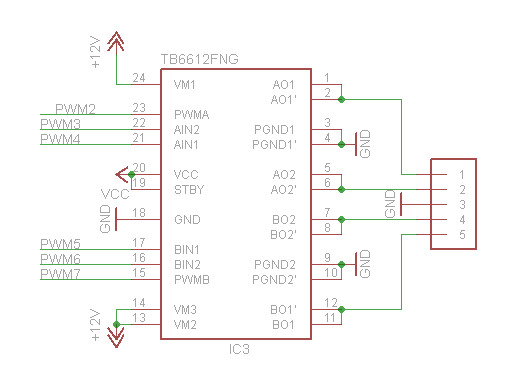 TB6612FNG
+12V
24 VM1 AO1 1
AO1' 2
PWM2 23 PWMA
PWM3 22 AIN2 PGND1 3
PWM4 21 AIN1 PGND1' 4 GND
20 VCC AO2 5
VCC 19 STBY AO2' 6
GND 18 GND BO2 7
BO2' 8
PWM5 17 BIN1
PWM6 16 BIN2 PGND2 9 GND
PWM7 15 PWMB PGND2' 10
+12V 14 VM3 BO1' 12
13 VM2 BO1 11
IC3
1
2
GND 3
4
5